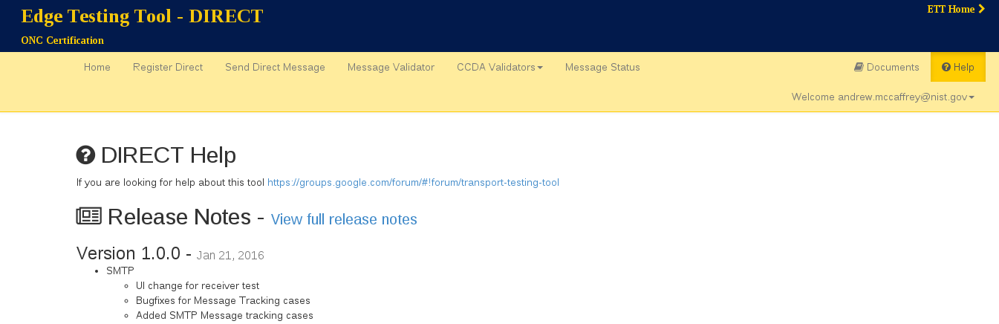 Edge Testing Tool - DIRECT
ETT Home
ONC Certification
Home Register Direct Send Direct Message Message Validator CCDA Validators Message Status Documents Help
Welcome andrew.mccaffrey@nist.gov
DIRECT Help
If you are looking for help about this tool https://groups.google.com/forum/#!forum/transport-testing-tool
Release Notes - View full release notes
Version 1.0.0 - Jan 21, 2016
• SMTP
◦ UI change for receiver test
◦ Bugfixes for Message Tracking cases
◦ Added SMTP Message tracking cases